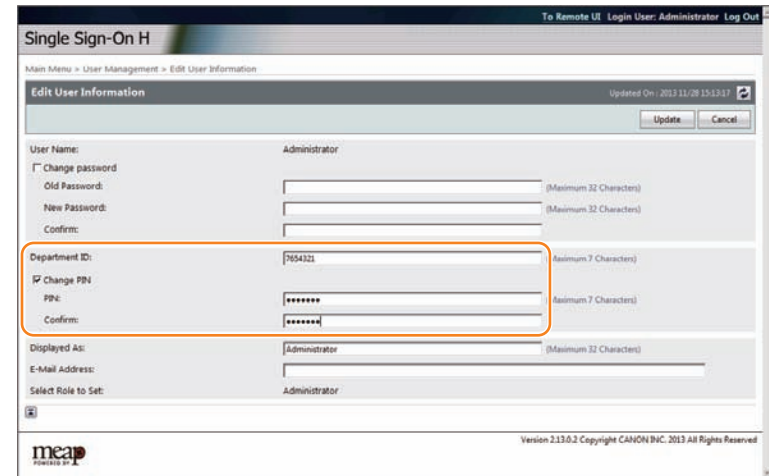 To Remote UI Login User: Administrator Log Out
Single Sign-On H
Main Menu > User Management > Edit User Information
Edit User Information Updated On : 2013 11/28 15:13:17
Update Cancel
User Name: Administrator
Change password
Old Password: (Maximum 32 Characters)
New Password: (Maximum 32 Characters)
Confirm:
Department ID: 7654321 (Maximum 7 Characters)
Change PIN
PIN: ••••••• (Maximum 7 Characters)
Confirm: •••••••
Displayed As: Administrator (Maximum 32 Characters)
E-Mail Address:
Select Role to Set: Administrator
Version 2.13.0.2 Copyright CANON INC. 2013 All Rights Reserved
meap
POWERED BY